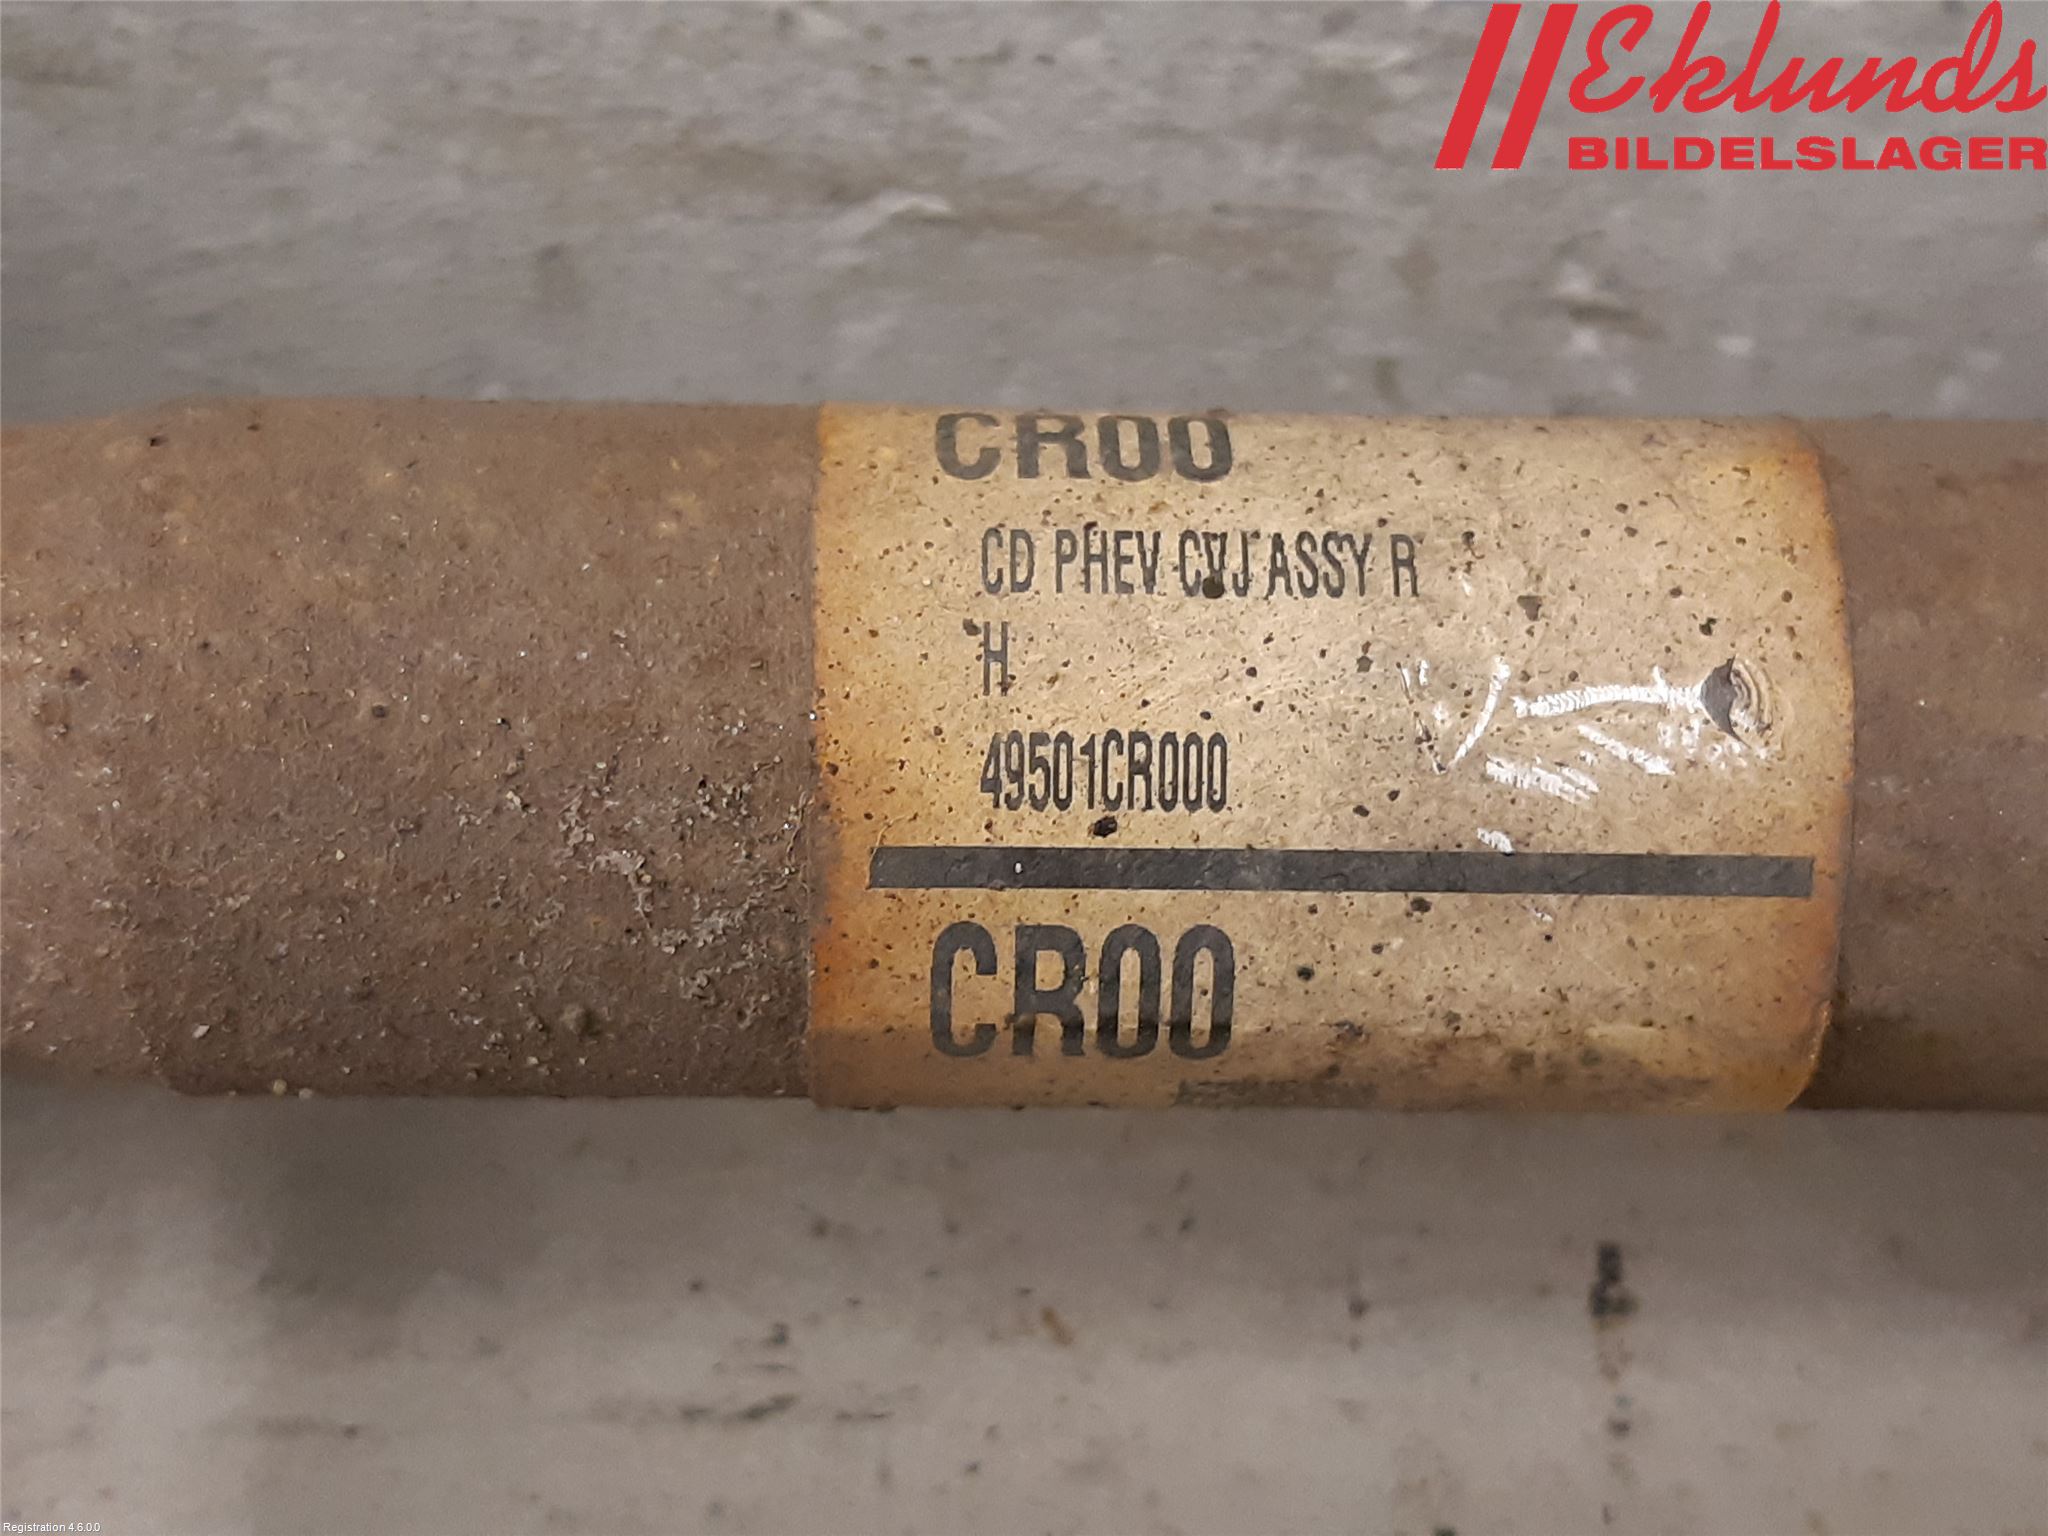 Eklunds
BILDELSLAGER
CR00
CD PHEV CVJ ASSY R
H
49501CR000
CR00
Registration 4.6.0.0